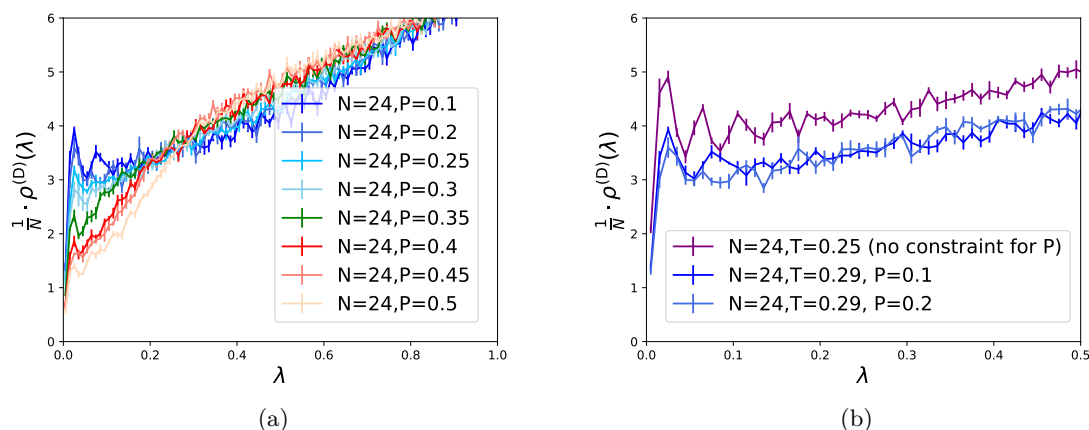 6
5
4
3
2
1
0
0.0 0.2 0.4 0.6 0.8 1.0
λ
1/N · ρ^(D)(λ)
N=24,P=0.1
N=24,P=0.2
N=24,P=0.25
N=24,P=0.3
N=24,P=0.35
N=24,P=0.4
N=24,P=0.45
N=24,P=0.5
(a)
6
5
4
3
2
1
0
0.0 0.1 0.2 0.3 0.4 0.5
λ
1/N · ρ^(D)(λ)
N=24,T=0.25 (no constraint for P)
N=24,T=0.29, P=0.1
N=24,T=0.29, P=0.2
(b)